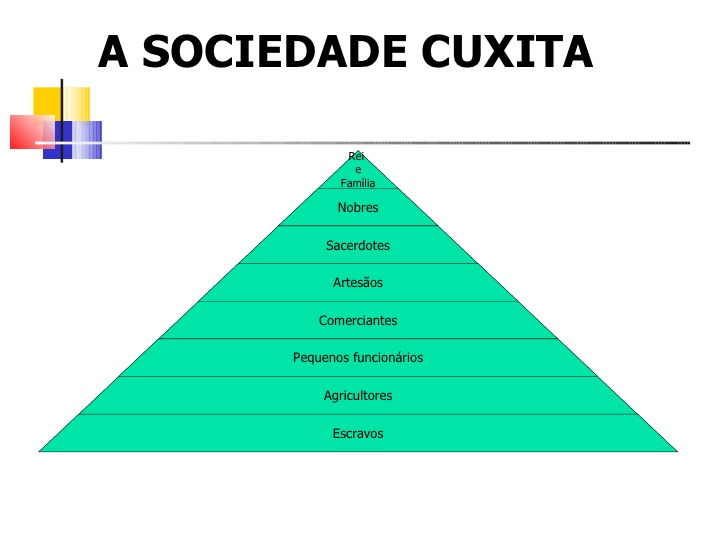 A SOCIEDADE CUXITA
Rei
e
Família
Nobres
Sacerdotes
Artesãos
Comerciantes
Pequenos funcionários
Agricultores
Escravos